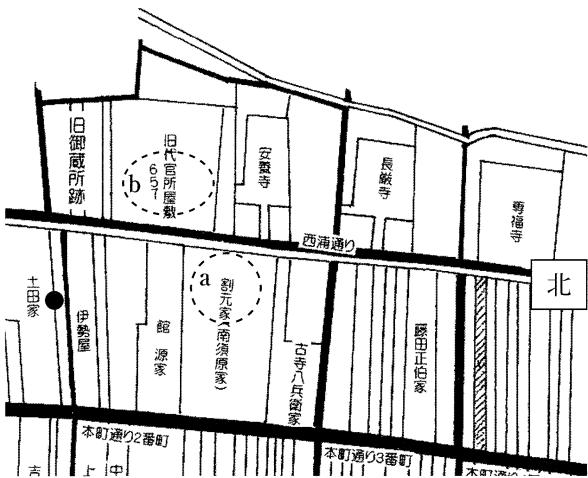 旧御蔵所跡
旧代官所屋敷
657
b
安養寺
長厳寺
専福寺
西浦通り
北
土田家
伊勢屋
館 源家
a
割元家(南須原家)
古寺八兵衛家
藤田正伯家
本町通り2番町
本町通り3番町
本町通り
上
中